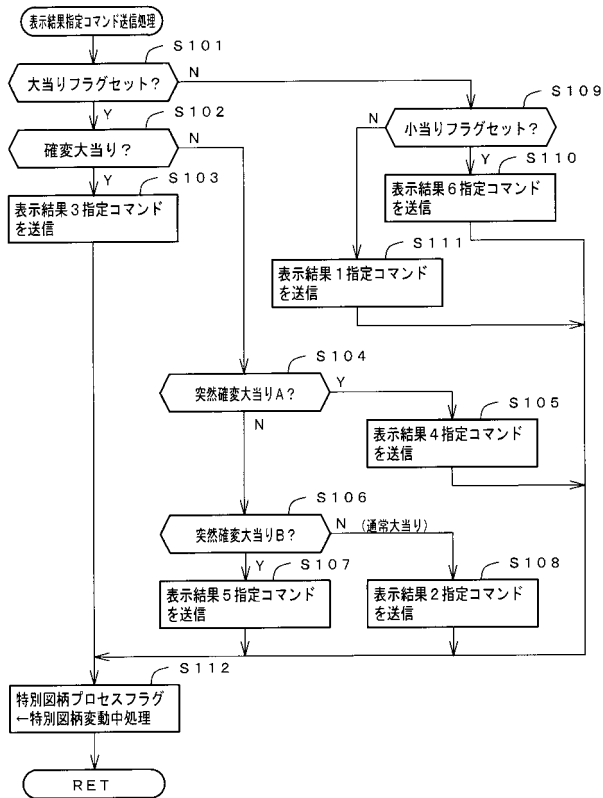 表示結果指定コマンド送信処理
S101
大当りフラグセット?
N
Y
S102
確変大当り?
N
Y
S103
表示結果3指定コマンド
を送信
S109
小当りフラグセット?
N
Y
S110
表示結果6指定コマンド
を送信
S111
表示結果1指定コマンド
を送信
S104
突然確変大当りA?
Y
N
S105
表示結果4指定コマンド
を送信
S106
突然確変大当りB?
N (通常大当り)
Y
S107
表示結果5指定コマンド
を送信
S108
表示結果2指定コマンド
を送信
S112
特別図柄プロセスフラグ
←特別図柄変動中処理
RET